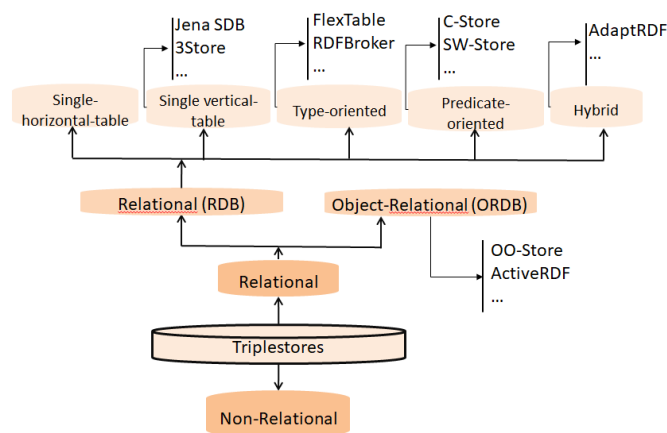 Jena SDB
3Store
...
FlexTable
RDFBroker
...
C-Store
SW-Store
...
AdaptRDF
...
Single-
horizontal-table
Single vertical-
table
Type-oriented
Predicate-
oriented
Hybrid
Relational (RDB)
Object-Relational (ORDB)
OO-Store
ActiveRDF
...
Relational
Triplestores
Non-Relational